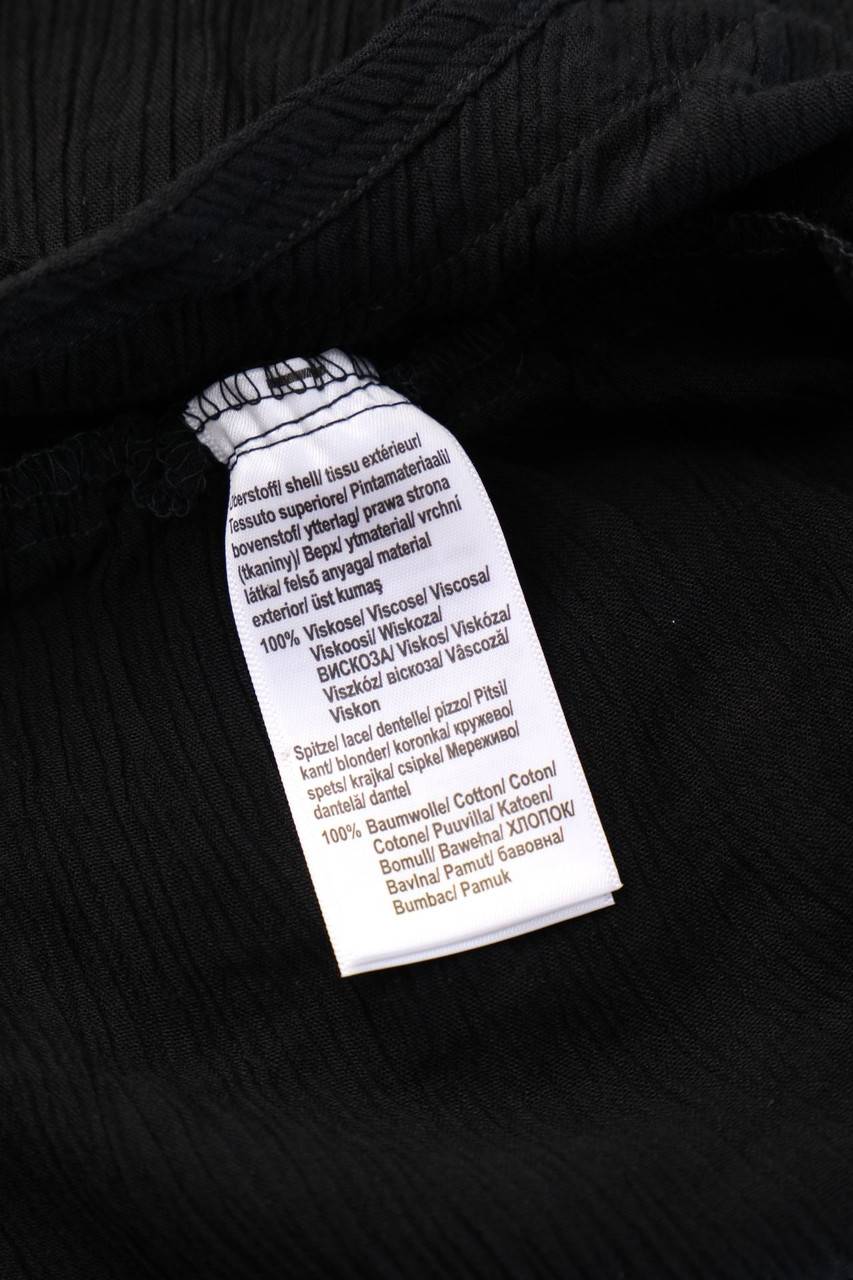 Oberstoff/ shell/ tissu extérieur/
Tessuto superiore/ Pintamateriaali/
bovenstof/ ytterlag/ prawa strona
(tkaniny)/ Верх/ ytmaterial/ vrchní
látka/ felső anyaga/ material
exterior/ üst kumaş
100% Viskose/ Viscose/ Viscosa/
Viskoosi/ Wiskoza/
ВИСКОЗА/ Viskos/ Viskóza/
Viszkóz/ віскоза/ Vâscoză/
Viskon
Spitze/ lace/ dentelle/ pizzo/ Pitsi/
kant/ blonder/ koronka/ кружево/
spets/ krajka/ csipke/ Мереживо/
dantelă/ dantel
100% Baumwolle/ Cotton/ Coton/
Cotone/ Puuvilla/ Katoen/
Bomull/ Bawełna/ ХЛОПОК/
Bavlna/ Pamut/ бавовна/
Bumbac/ Pamuk